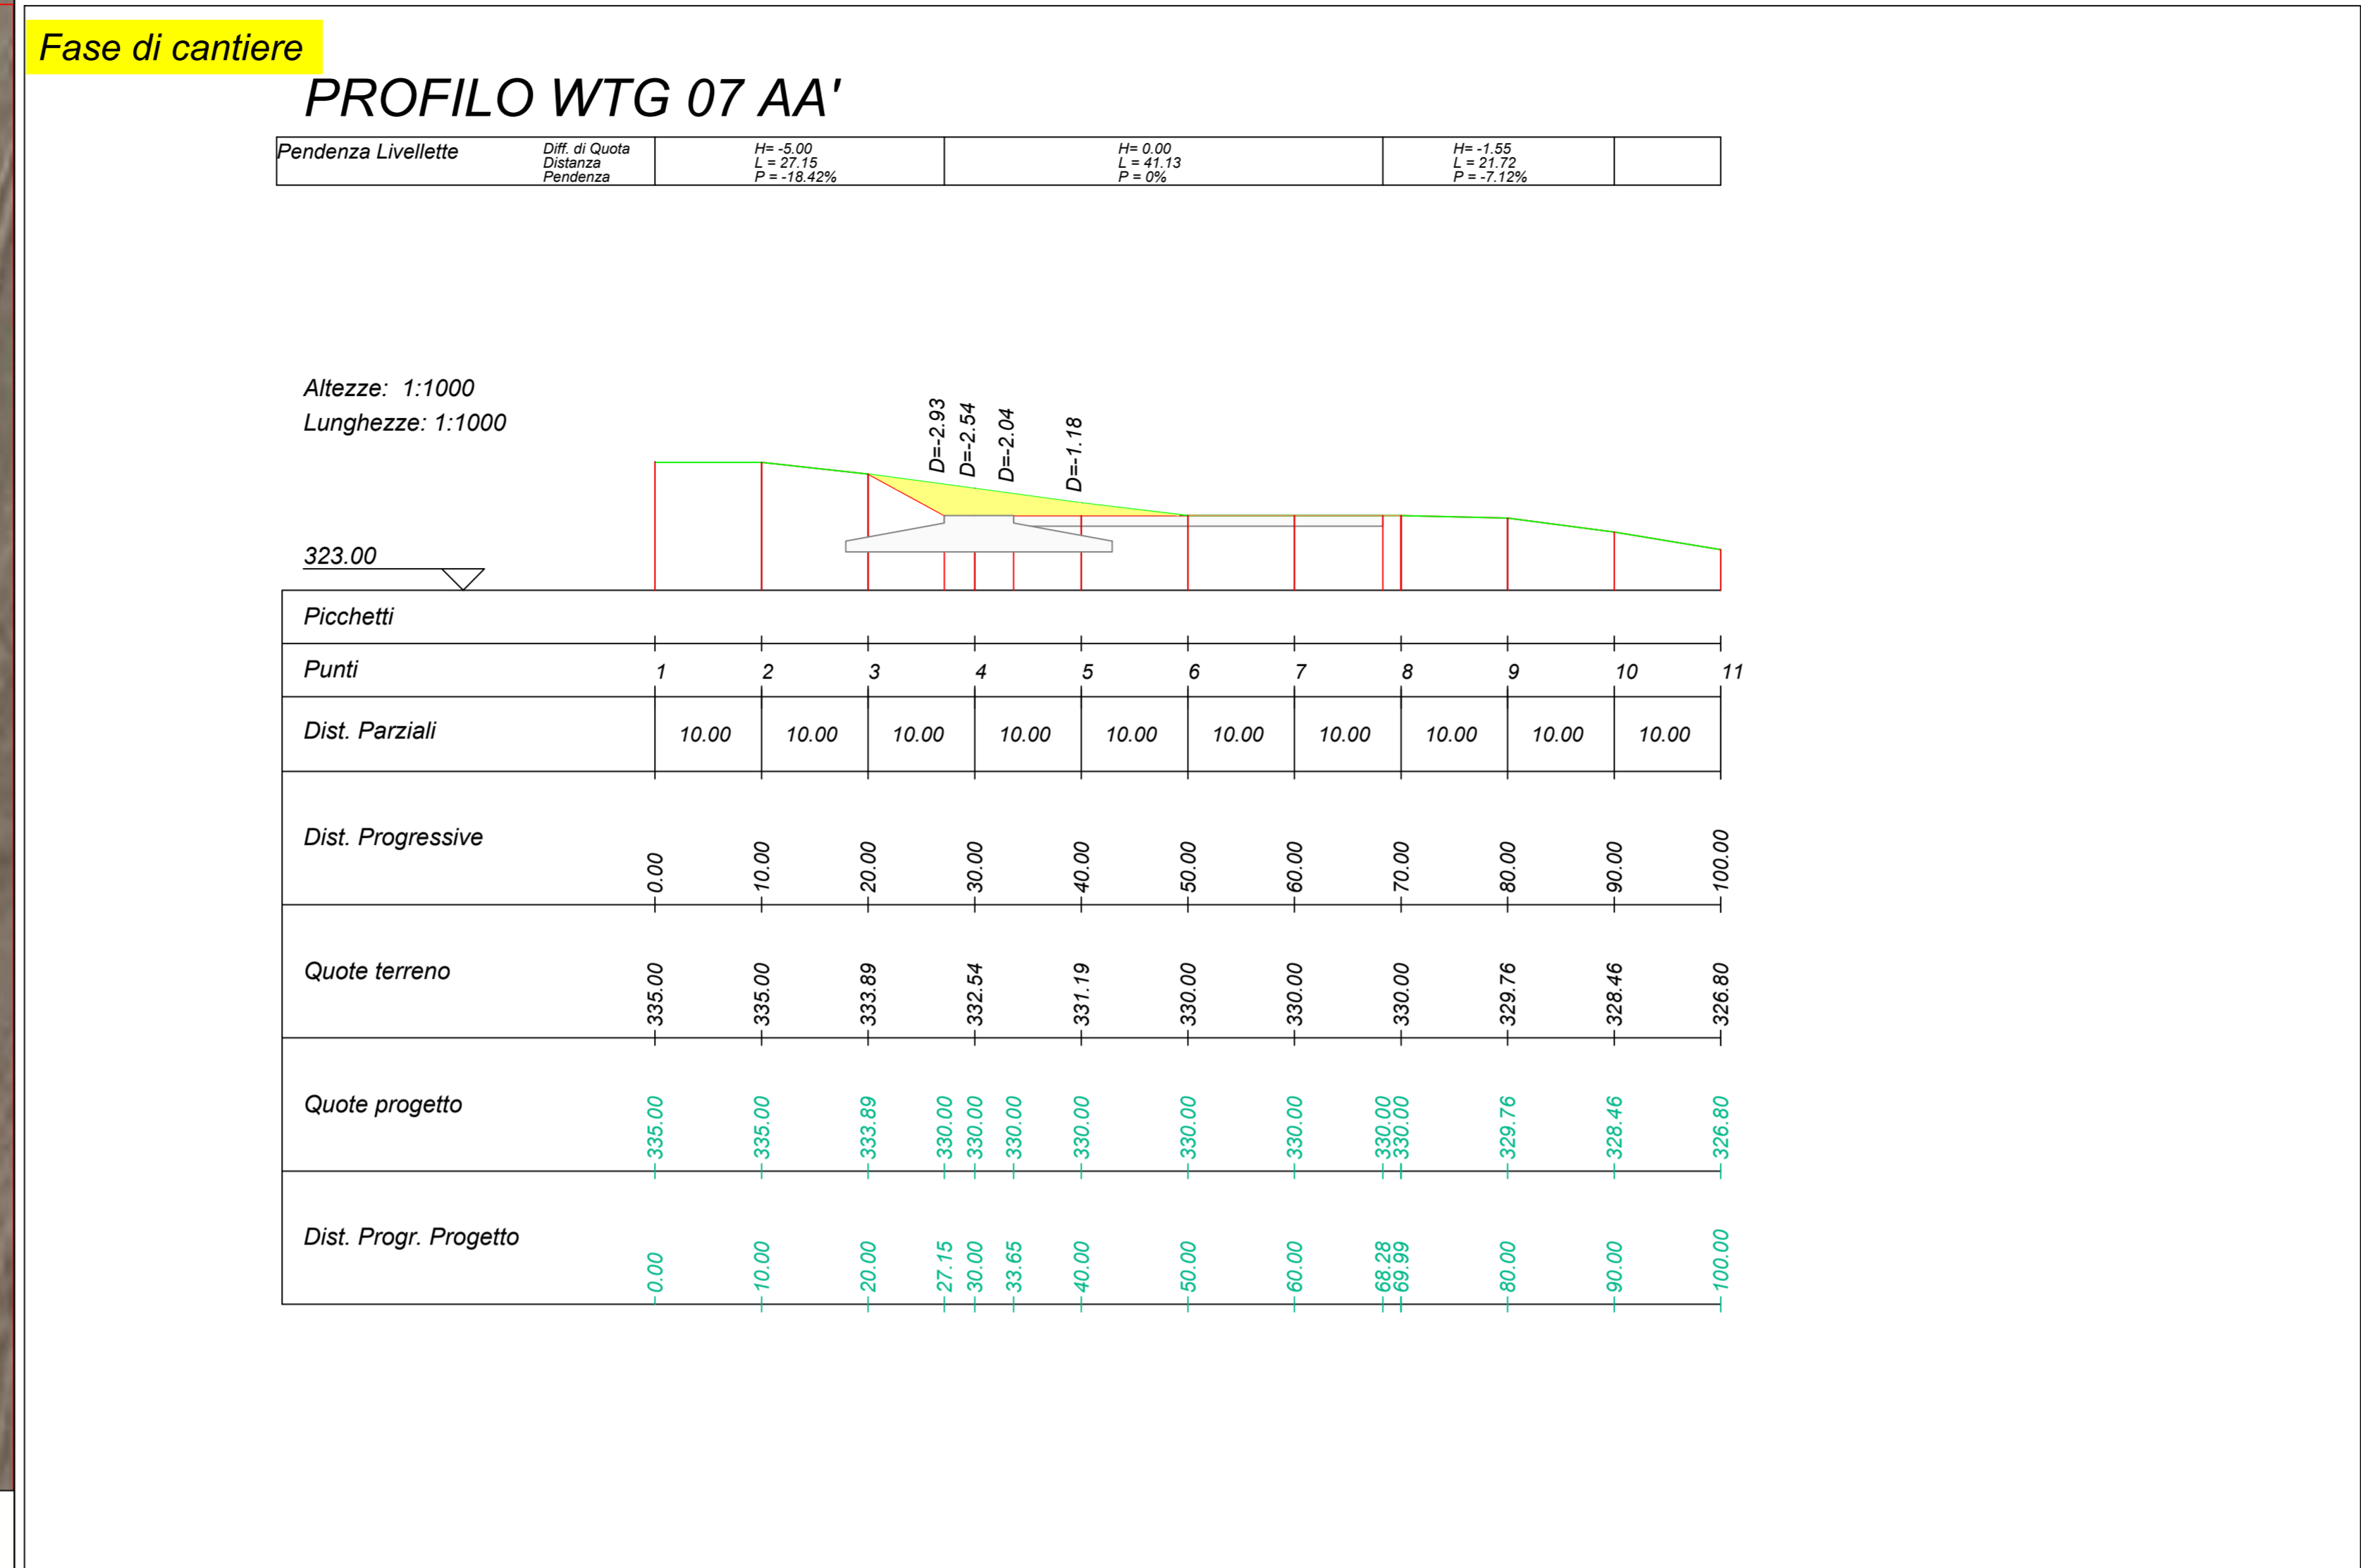 Fase di cantiere
PROFILO WTG 07 AA'
Pendenza Livellette
Diff. di Quota
Distanza
Pendenza
H= -5.00
L = 27.15
P = -18.42%
H= 0.00
L = 41.13
P = 0%
H= -1.55
L = 21.72
P = -7.12%
Altezze: 1:1000
Lunghezze: 1:1000
D=-2.93
D=-2.54
D=-2.04
D=-1.18
323.00
Picchetti
Punti 1 2 3 4 5 6 7 8 9 10 11
Dist. Parziali 10.00 10.00 10.00 10.00 10.00 10.00 10.00 10.00 10.00 10.00
Dist. Progressive 0.00 10.00 20.00 30.00 40.00 50.00 60.00 70.00 80.00 90.00 100.00
Quote terreno 335.00 335.00 333.89 332.54 331.19 330.00 330.00 330.00 329.76 328.46 326.80
Quote progetto 335.00 335.00 333.89 330.00 330.00 330.00 330.00 330.00 330.00 330.00 330.00 329.76 328.46 326.80
Dist. Progr. Progetto 0.00 10.00 20.00 27.15 30.00 33.65 40.00 50.00 60.00 68.28 69.99 80.00 90.00 100.00